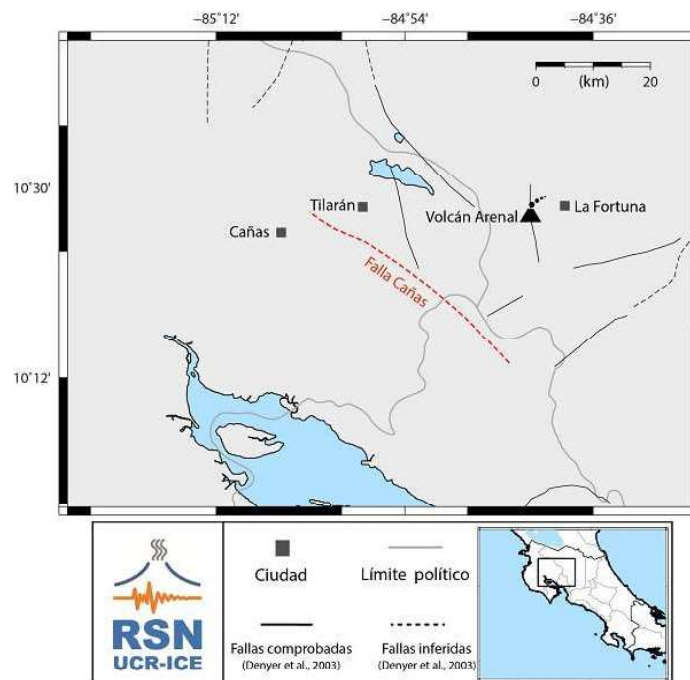 −85°12'
−84°54'
−84°36'
0
(km)
20
10°30'
Tilarán
Volcán Arenal
La Fortuna
Cañas
Falla Cañas
10°12'
RSN
UCR-ICE
Ciudad
Límite político
Fallas comprobadas
(Denyer et al., 2003)
Fallas inferidas
(Denyer et al., 2003)